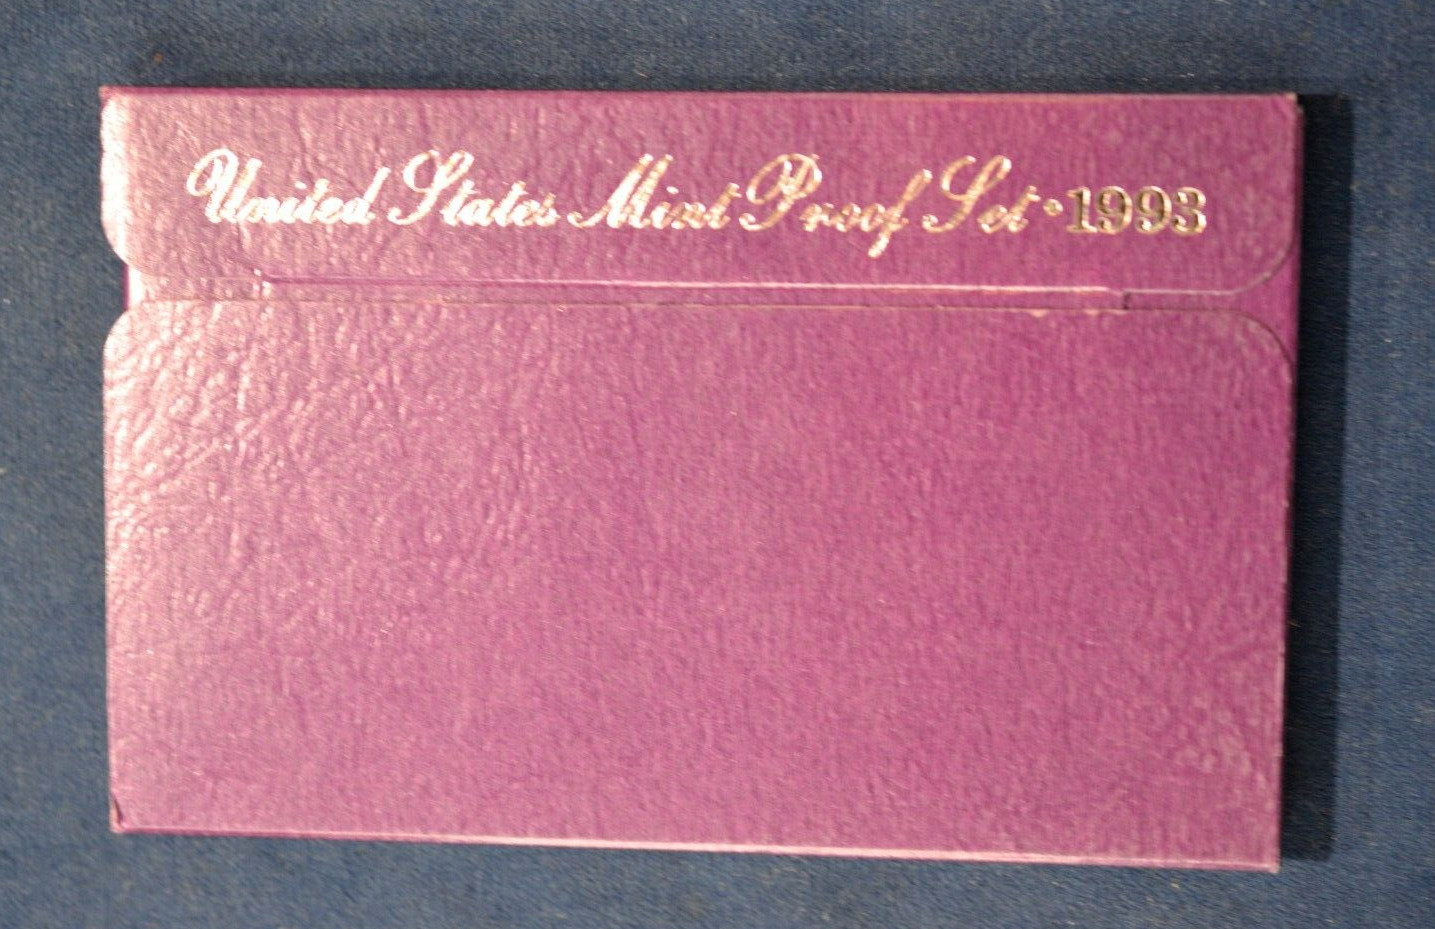 United States Mint Proof Set • 1993